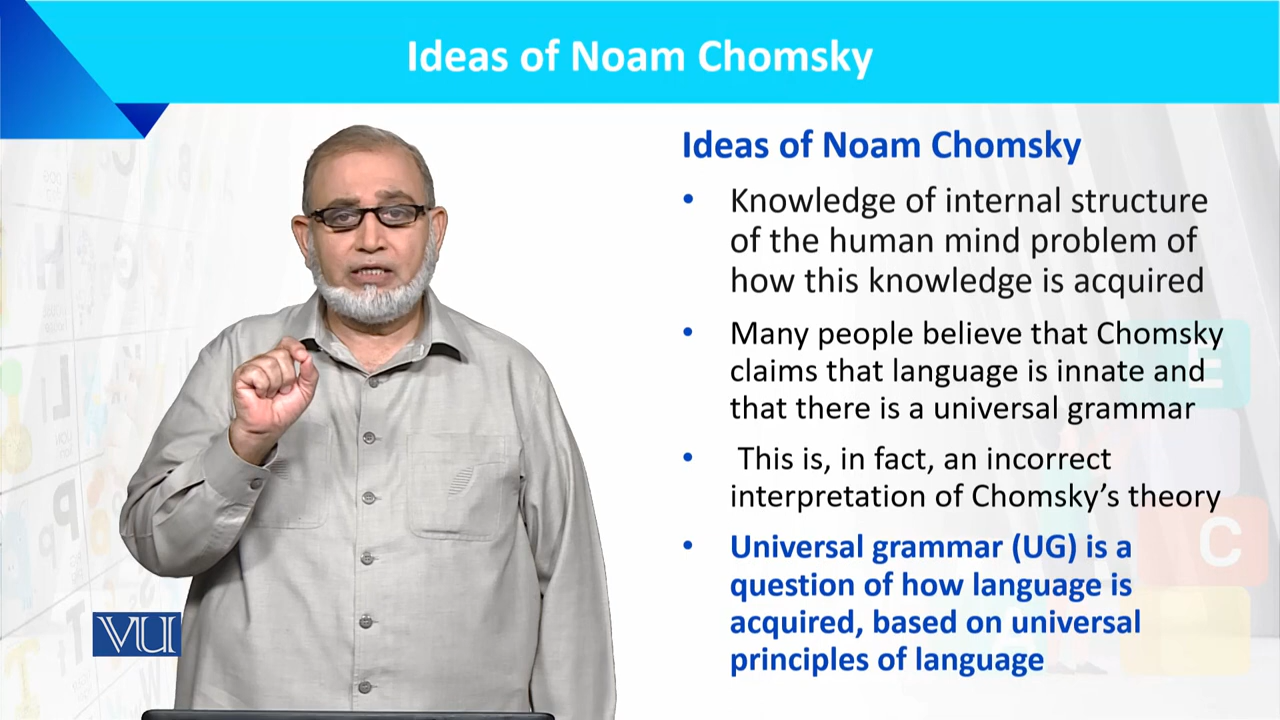 Ideas of Noam Chomsky
Ideas of Noam Chomsky
• Knowledge of internal structure
of the human mind problem of
how this knowledge is acquired
• Many people believe that Chomsky
claims that language is innate and
that there is a universal grammar
• This is, in fact, an incorrect
interpretation of Chomsky's theory
• Universal grammar (UG) is a
question of how language is
acquired, based on universal
principles of language
VU
E
C